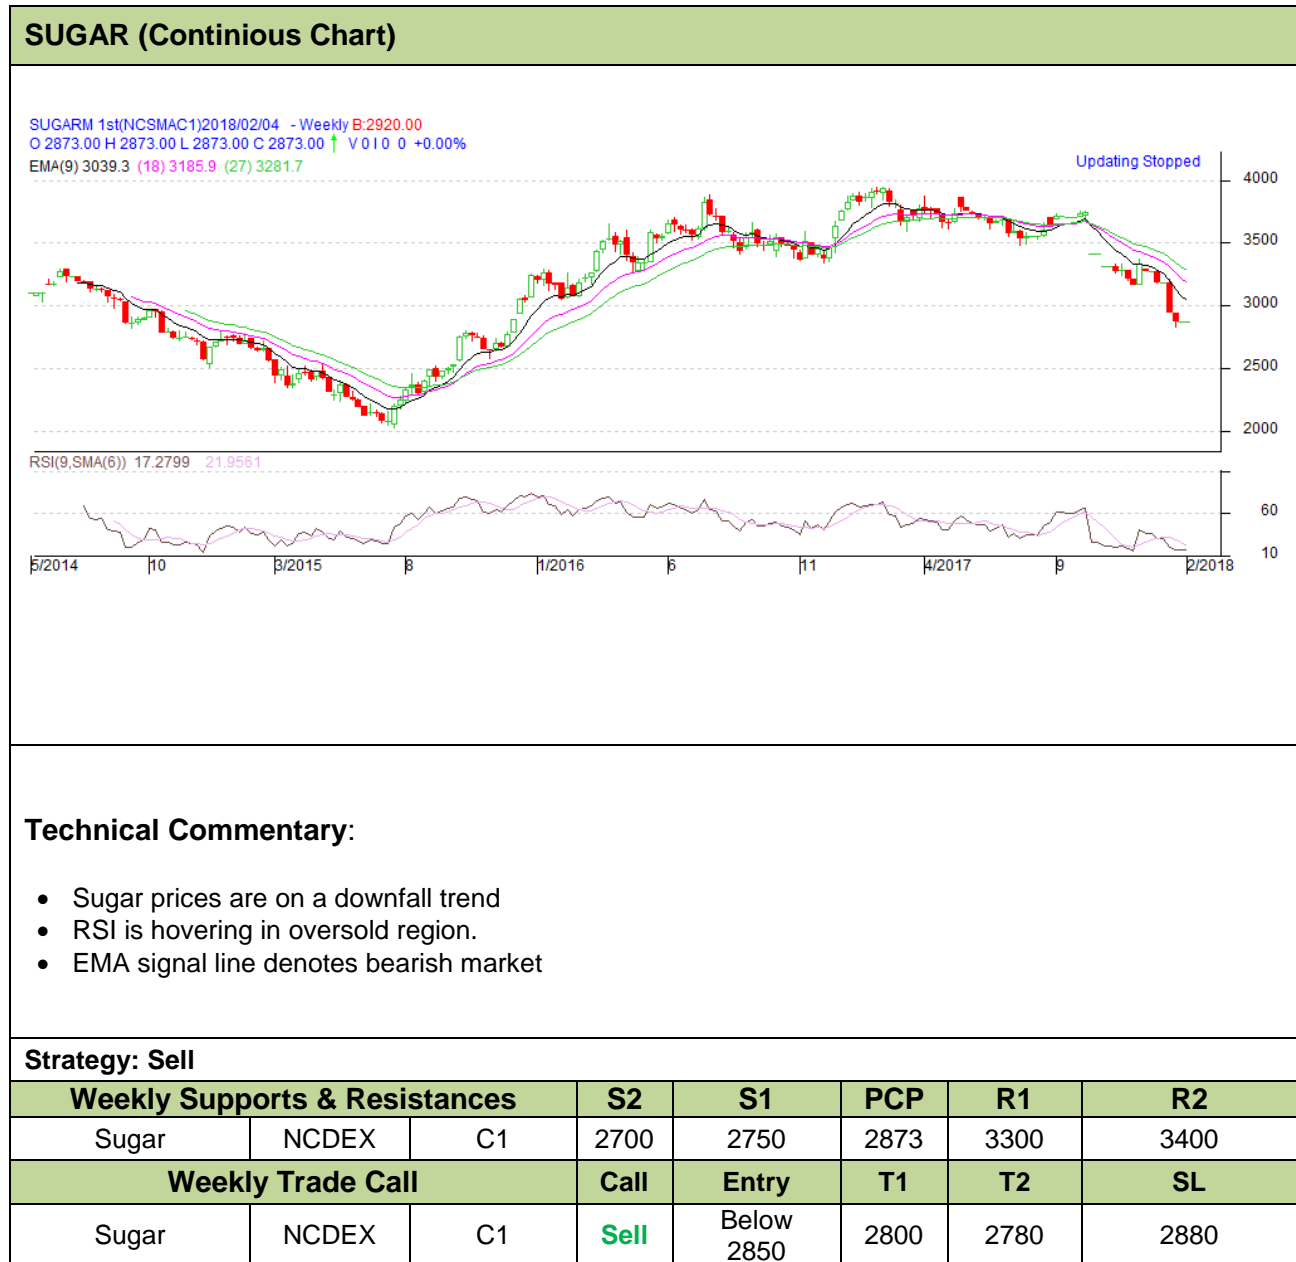 SUGAR (Continious Chart)
SUGARM 1st(NCSMAC1)2018/02/04 - Weekly B:2920.00
O 2873.00 H 2873.00 L 2873.00 C 2873.00 ↑ V 0 I 0 0 +0.00%
EMA(9) 3039.3 (18) 3185.9 (27) 3281.7
Updating Stopped
4000
3500
3000
2500
2000
RSI(9,SMA(6)) 17.2799 21.9561
60
10
5/2014 10 3/2015 8 1/2016 6 11 4/2017 9 2/2018
Technical Commentary:
• Sugar prices are on a downfall trend
• RSI is hovering in oversold region.
• EMA signal line denotes bearish market
Strategy: Sell
Weekly Supports & Resistances S2 S1 PCP R1 R2
Sugar NCDEX C1 2700 2750 2873 3300 3400
Weekly Trade Call Call Entry T1 T2 SL
Sugar NCDEX C1 Sell Below 2850 2800 2780 2880